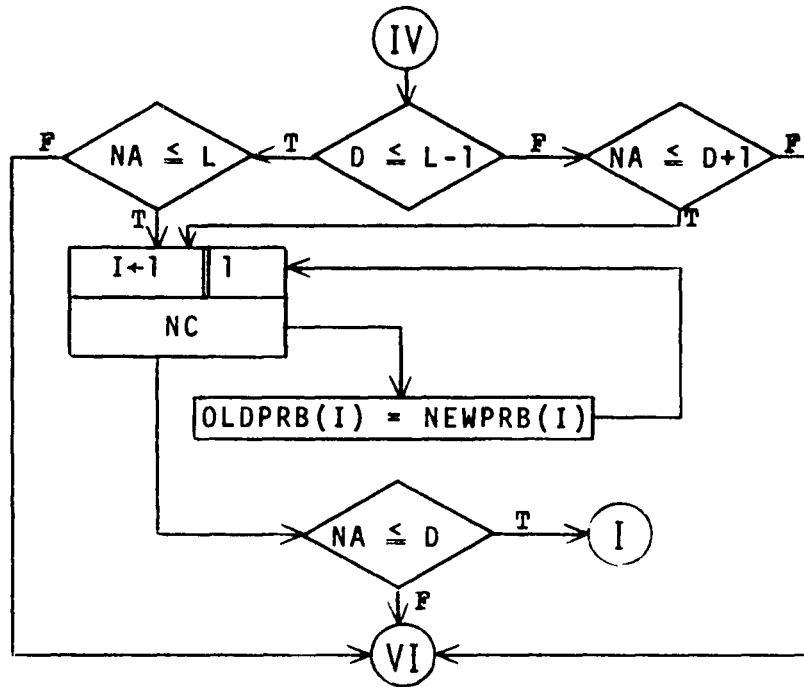 IV
F NA ≦ L T D ≦ L-1 F NA ≦ D+1 F
T T
I←1 1
NC
OLDPRB(I) = NEWPRB(I)
NA ≦ D T I
F
VI